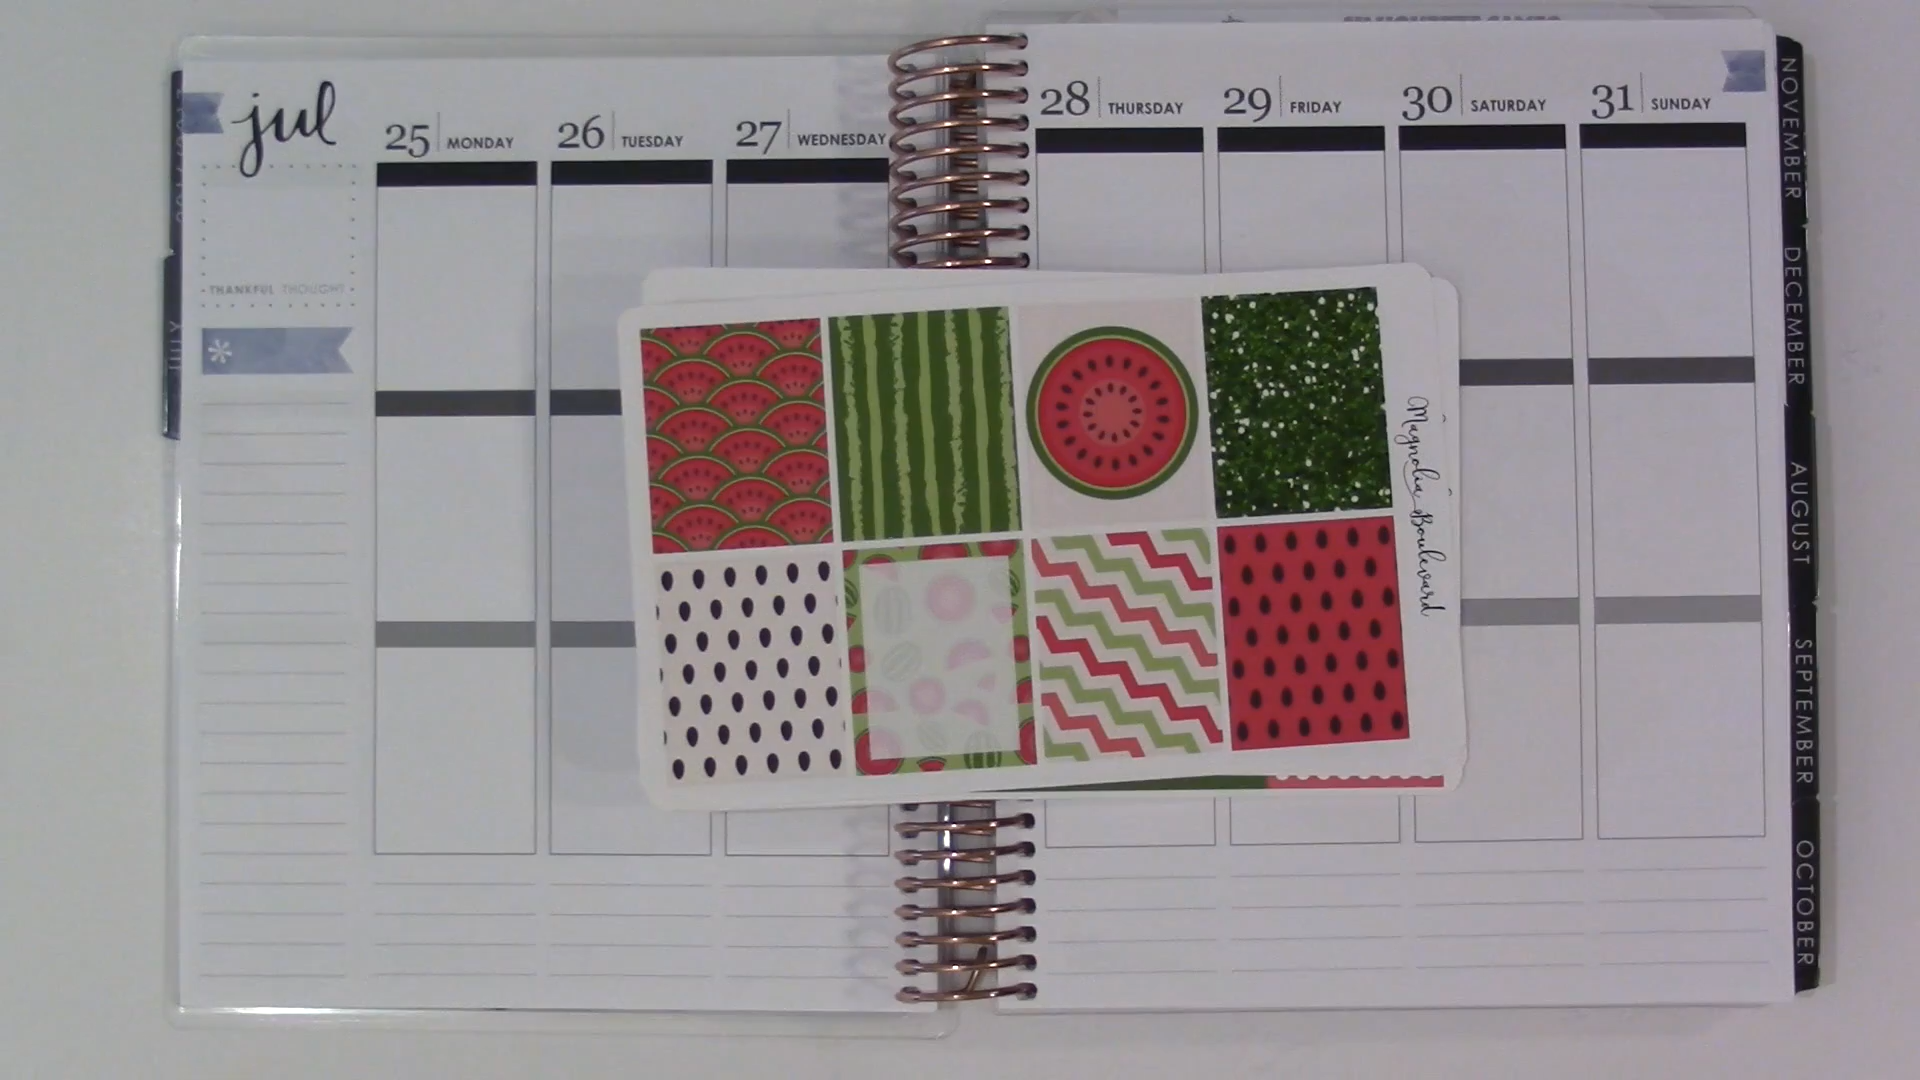 jul
25 MONDAY
26 TUESDAY
27 WEDNESDAY
28 THURSDAY
29 FRIDAY
30 SATURDAY
31 SUNDAY
THANKFUL THOUGHT
*
JULY
Magnolia Boulevard
NOVEMBER
DECEMBER
AUGUST
SEPTEMBER
OCTOBER